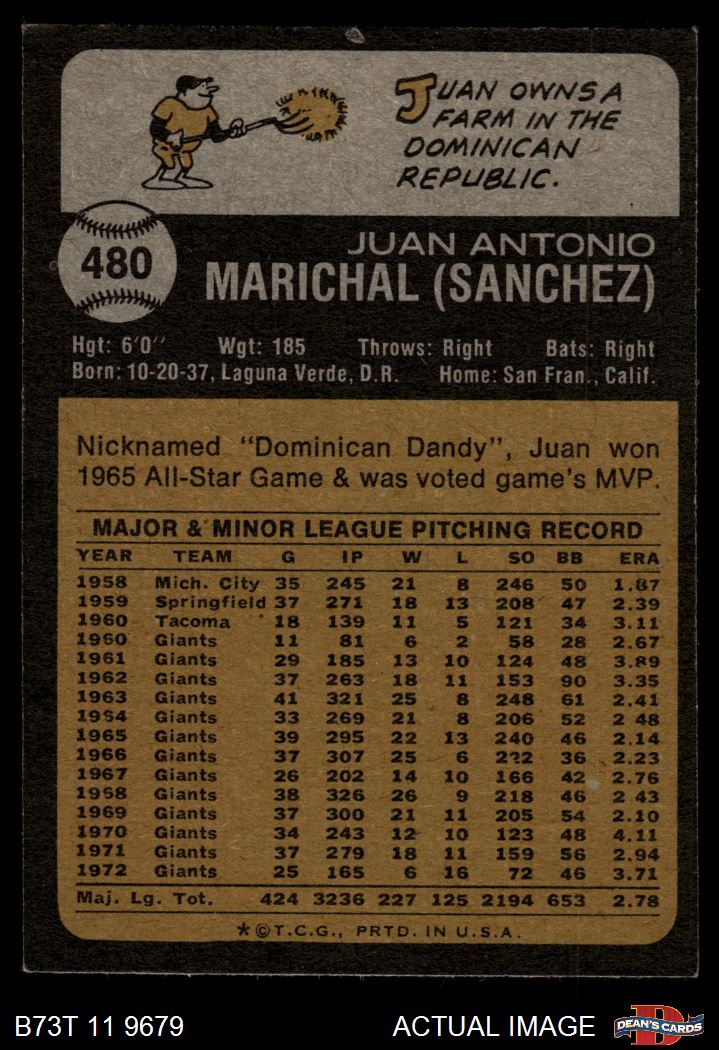 JUAN OWNS A
FARM IN THE
DOMINICAN
REPUBLIC.
480
JUAN ANTONIO
MARICHAL (SANCHEZ)
Hgt: 6'0" Wgt: 185 Throws: Right Bats: Right
Born: 10-20-37, Laguna Verde, D.R. Home: San Fran., Calif.
Nicknamed "Dominican Dandy", Juan won
1965 All-Star Game & was voted game's MVP.
MAJOR & MINOR LEAGUE PITCHING RECORD
YEAR TEAM G IP W L SO BB ERA
1958 Mich. City 35 245 21 8 246 50 1.87
1959 Springfield 37 271 18 13 208 47 2.39
1960 Tacoma 18 139 11 5 121 34 3.11
1960 Giants 11 81 6 2 58 28 2.67
1961 Giants 29 185 13 10 124 48 3.89
1962 Giants 37 263 18 11 153 90 3.35
1963 Giants 41 321 25 8 248 61 2.41
1964 Giants 33 269 21 8 206 52 2 48
1965 Giants 39 295 22 13 240 46 2.14
1966 Giants 37 307 25 6 222 36 2.23
1967 Giants 26 202 14 10 166 42 2.76
1968 Giants 38 326 26 9 218 46 2 43
1969 Giants 37 300 21 11 205 54 2.10
1970 Giants 34 243 12 10 123 48 4.11
1971 Giants 37 279 18 11 159 56 2.94
1972 Giants 25 165 6 16 72 46 3.71
Maj. Lg. Tot. 424 3236 227 125 2194 653 2.78
*©T.C.G., PRTD. IN U.S.A.
B73T 11 9679 ACTUAL IMAGE DEAN'S CARDS